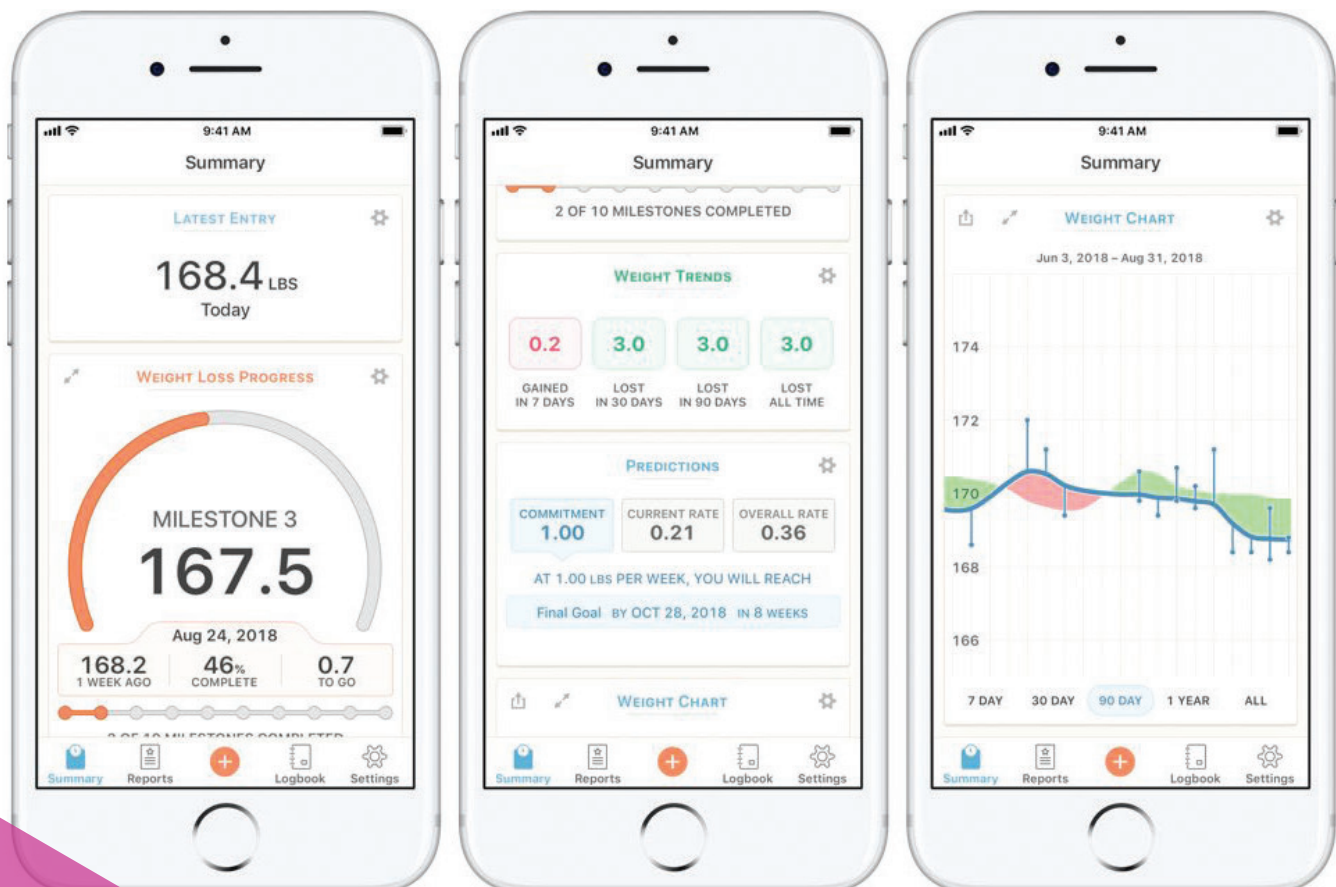 9:41 AM
Summary
LATEST ENTRY
168.4 LBS
Today
WEIGHT LOSS PROGRESS
MILESTONE 3
167.5
Aug 24, 2018
168.2 46% 0.7
1 WEEK AGO COMPLETE TO GO
2 OF 10 MILESTONES COMPLETED
Summary Reports Logbook Settings
9:41 AM
Summary
2 OF 10 MILESTONES COMPLETED
WEIGHT TRENDS
0.2 3.0 3.0 3.0
GAINED LOST LOST LOST
IN 7 DAYS IN 30 DAYS IN 90 DAYS ALL TIME
PREDICTIONS
COMMITMENT CURRENT RATE OVERALL RATE
1.00 0.21 0.36
AT 1.00 LBS PER WEEK, YOU WILL REACH
Final Goal BY OCT 28, 2018 IN 8 WEEKS
WEIGHT CHART
Summary Reports Logbook Settings
9:41 AM
Summary
WEIGHT CHART
Jun 3, 2018 – Aug 31, 2018
174
172
170
168
166
7 DAY 30 DAY 90 DAY 1 YEAR ALL
Summary Reports Logbook Settings